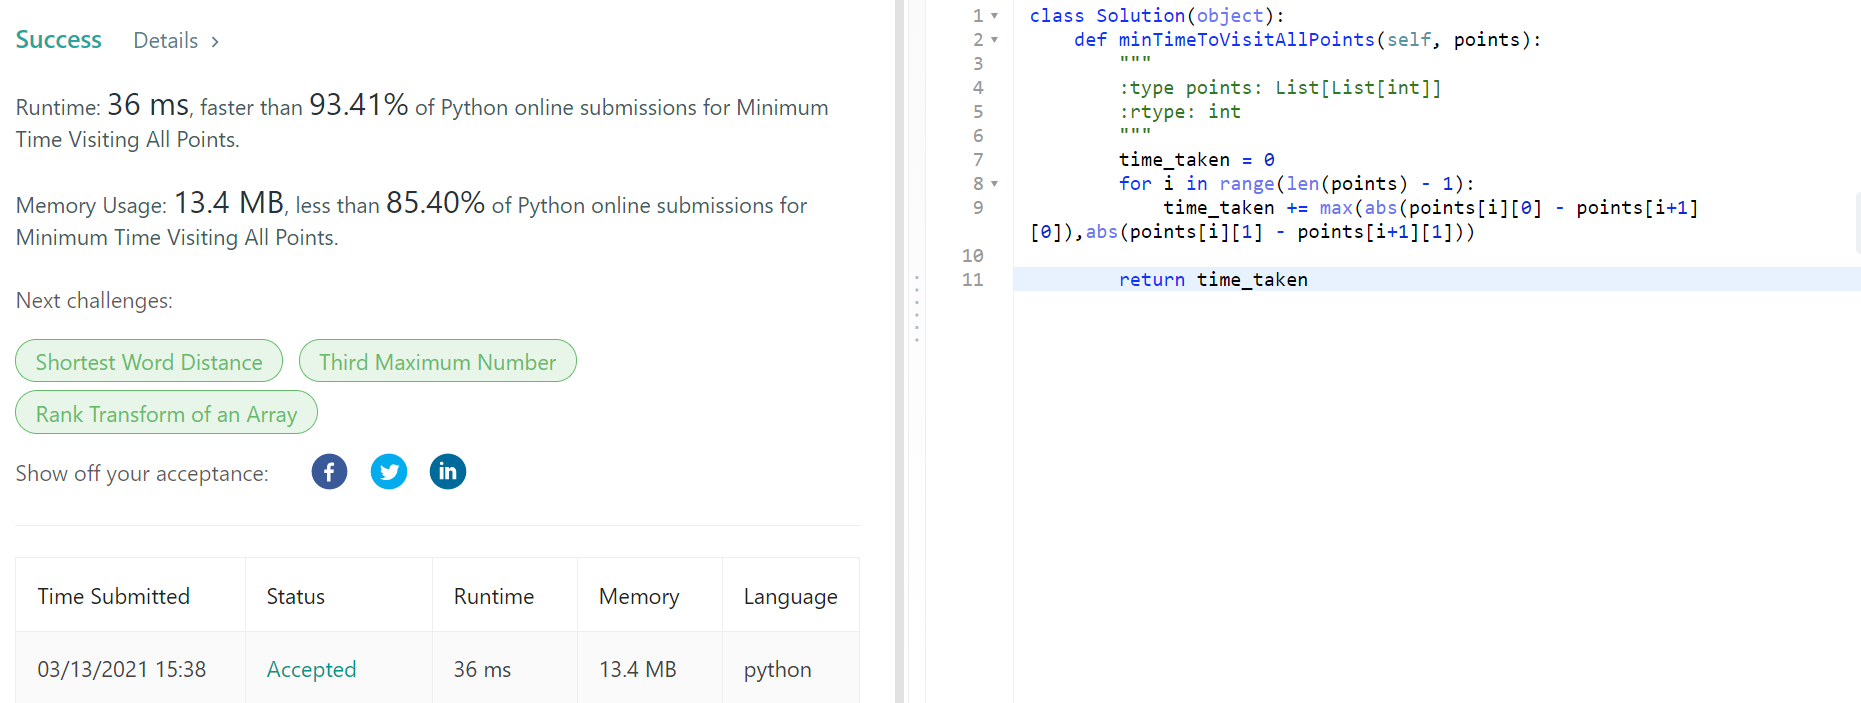 Success Details >
Runtime: 36 ms, faster than 93.41% of Python online submissions for Minimum
Time Visiting All Points.
Memory Usage: 13.4 MB, less than 85.40% of Python online submissions for
Minimum Time Visiting All Points.
Next challenges:
Shortest Word Distance Third Maximum Number
Rank Transform of an Array
Show off your acceptance: f in
Time Submitted Status Runtime Memory Language
03/13/2021 15:38 Accepted 36 ms 13.4 MB python
1 class Solution(object):
2     def minTimeToVisitAllPoints(self, points):
3         """
4         :type points: List[List[int]]
5         :rtype: int
6         """
7         time_taken = 0
8         for i in range(len(points) - 1):
9             time_taken += max(abs(points[i][0] - points[i+1]
[0]),abs(points[i][1] - points[i+1][1]))
10
11         return time_taken